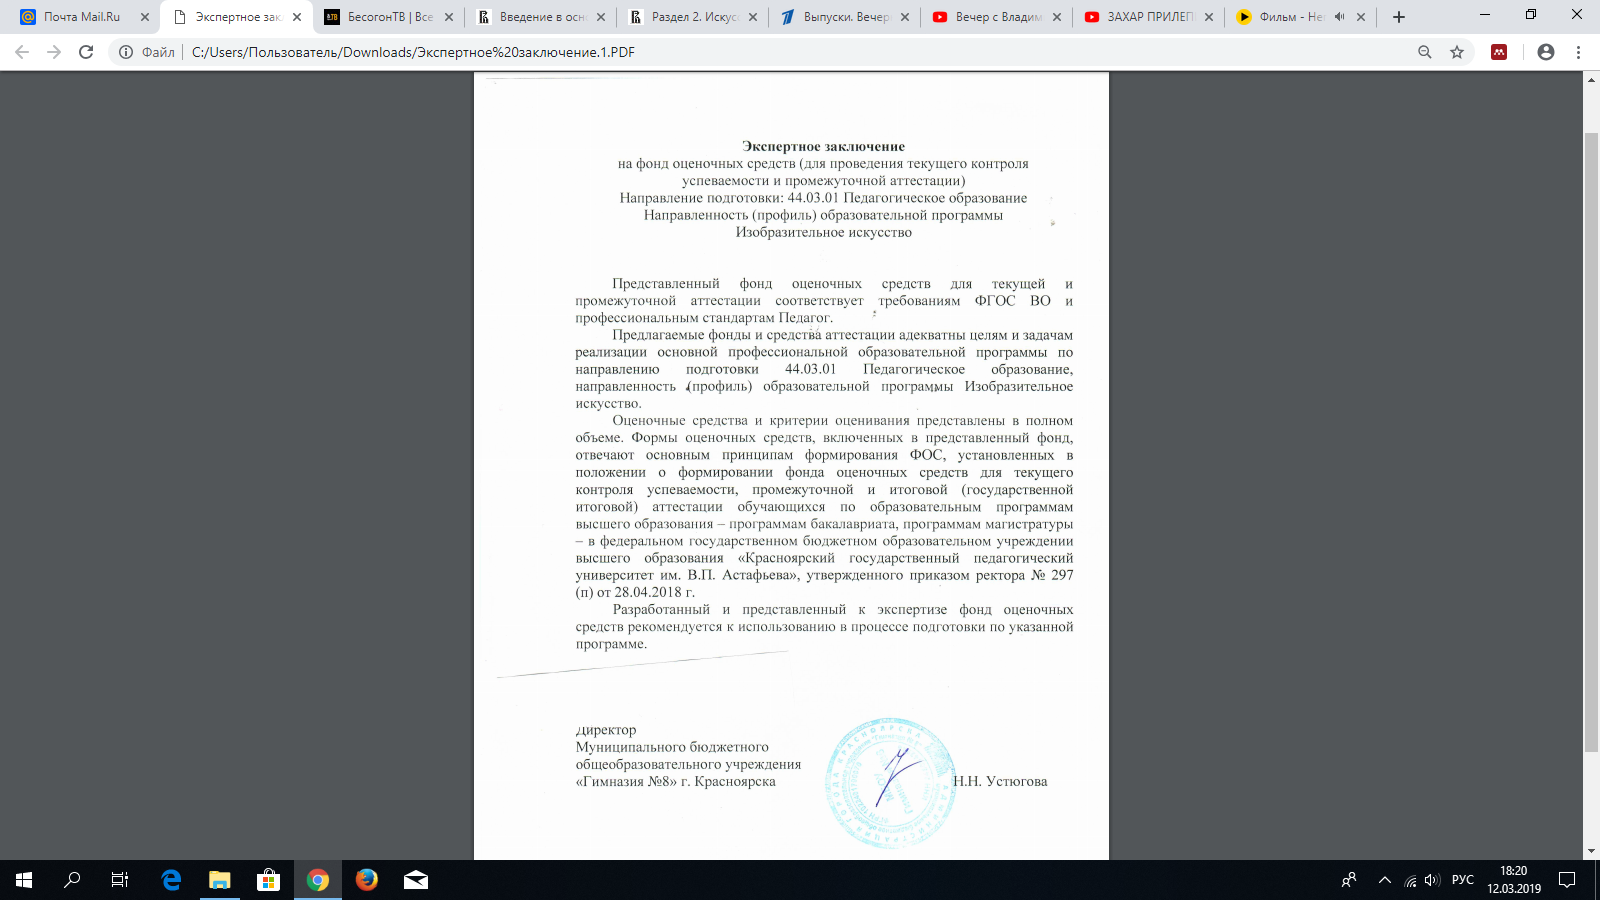 Почта Mail.Ru
Экспертное зак
БесогонТВ | Все
Введение в осн
Раздел 2. Искус
Выпуски. Вечер
Вечер с Владим
ЗАХАР ПРИЛЕП
Фильм - Не
Файл
C:/Users/Пользователь/Downloads/Экспертное%20заключение.1.PDF
Экспертное заключение
на фонд оценочных средств (для проведения текущего контроля
успеваемости и промежуточной аттестации)
Направление подготовки: 44.03.01 Педагогическое образование
Направленность (профиль) образовательной программы
Изобразительное искусство
Представленный фонд оценочных средств для текущей и
промежуточной аттестации соответствует требованиям ФГОС ВО и
профессиональным стандартам Педагог.
Предлагаемые фонды и средства аттестации адекватны целям и задачам
реализации основной профессиональной образовательной программы по
направлению подготовки 44.03.01 Педагогическое образование,
направленность (профиль) образовательной программы Изобразительное
искусство.
Оценочные средства и критерии оценивания представлены в полном
объеме. Формы оценочных средств, включенных в представленный фонд,
отвечают основным принципам формирования ФОС, установленных в
положении о формировании фонда оценочных средств для текущего
контроля успеваемости, промежуточной и итоговой (государственной
итоговой) аттестации обучающихся по образовательным программам
высшего образования – программам бакалавриата, программам магистратуры
– в федеральном государственном бюджетном образовательном учреждении
высшего образования «Красноярский государственный педагогический
университет им. В.П. Астафьева», утвержденного приказом ректора № 297
(п) от 28.04.2018 г.
Разработанный и представленный к экспертизе фонд оценочных
средств рекомендуется к использованию в процессе подготовки по указанной
программе.
Директор
Муниципального бюджетного
общеобразовательного учреждения
«Гимназия №8» г. Красноярска
Н.Н. Устюгова
РУС
18:20
12.03.2019